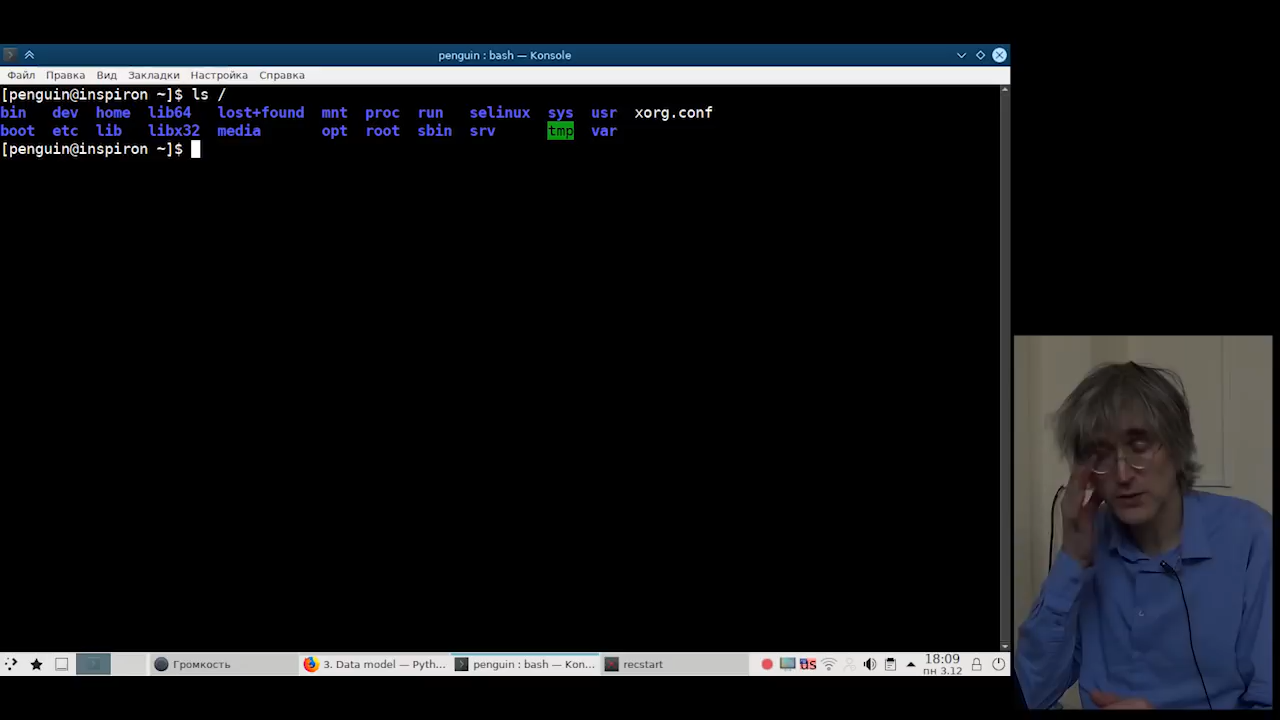 penguin : bash — Konsole
Файл Правка Вид Закладки Настройка Справка
[penguin@inspiron ~]$ ls /
bin dev home lib64 lost+found mnt proc run selinux sys usr xorg.conf
boot etc lib libx32 media opt root sbin srv tmp var
[penguin@inspiron ~]$
Громкость 3. Data model — Pyth... penguin : bash — Kon... recstart us 18:09
пн 3.12